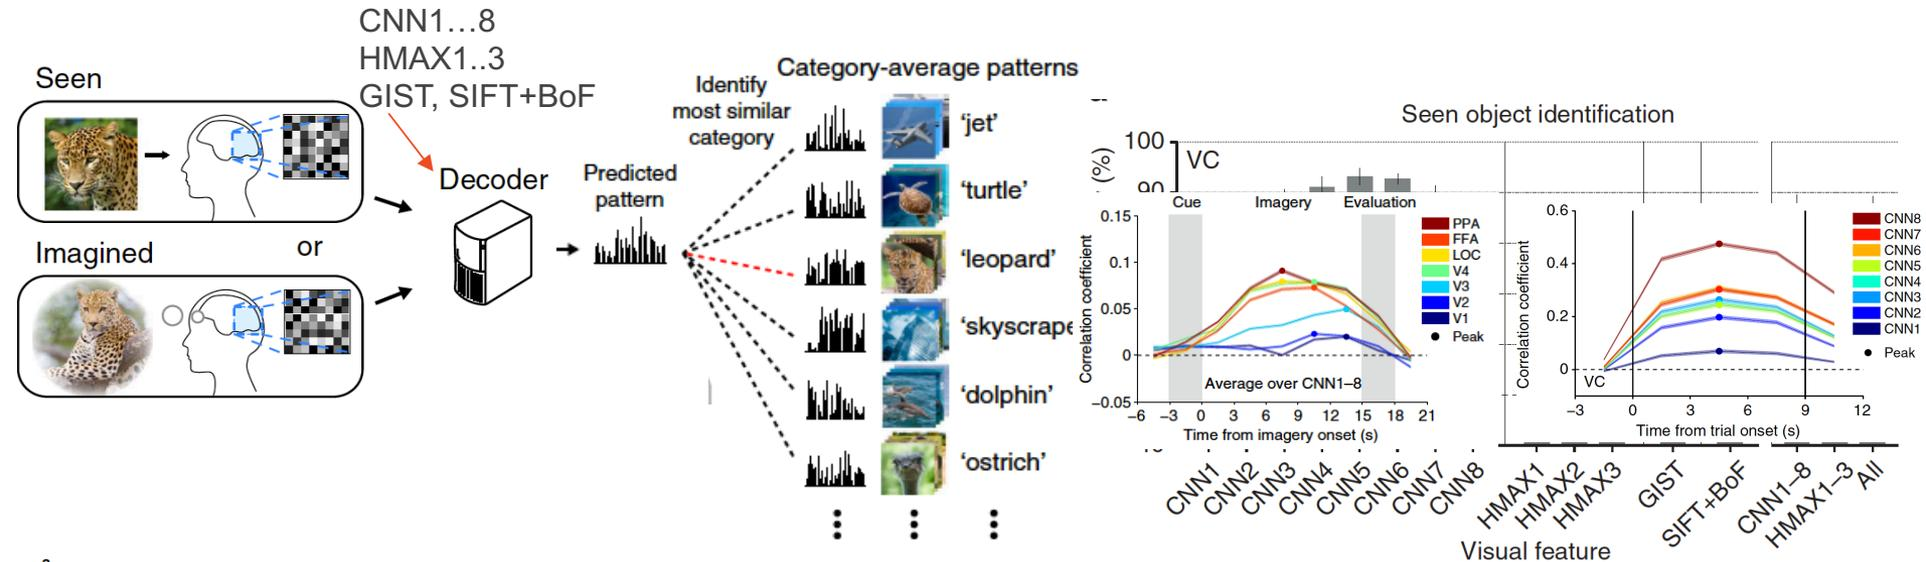 CNN1…8
HMAX1..3
GIST, SIFT+BoF
Seen
Imagined
or
Decoder
Predicted
pattern
Identify
most similar
category
Category-average patterns
‘jet’
‘turtle’
‘leopard’
‘skyscrape
‘dolphin’
‘ostrich’
Seen object identification
100
90
(%)
VC
Cue
Imagery
Evaluation
0.15
0.1
0.05
0
−0.05
Correlation coefficient
Average over CNN1–8
−6 −3 0 3 6 9 12 15 18 21
Time from imagery onset (s)
PPA
FFA
LOC
V4
V3
V2
V1
Peak
0.6
0.4
0.2
0
Correlation coefficient
VC
−3 0 3 6 9 12
Time from trial onset (s)
CNN8
CNN7
CNN6
CNN5
CNN4
CNN3
CNN2
CNN1
Peak
CNN1
CNN2
CNN3
CNN4
CNN5
CNN6
CNN7
CNN8
HMAX1
HMAX2
HMAX3
GIST
SIFT+BoF
CNN1–8
HMAX1–3
All
Visual feature